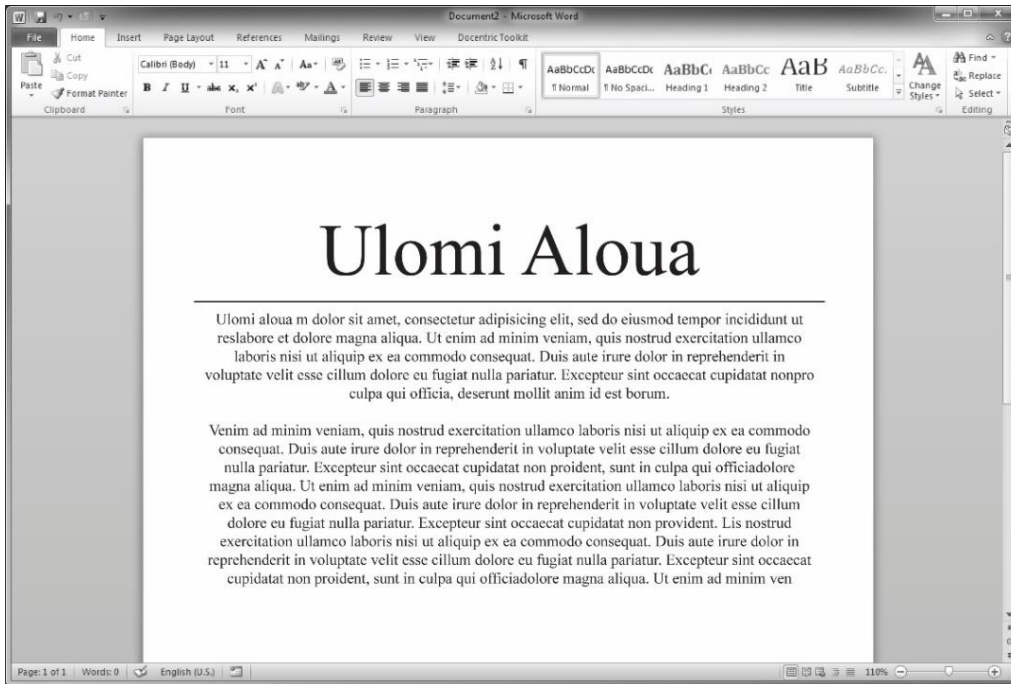 Document2 - Microsoft Word
File Home Insert Page Layout References Mailings Review View Docentric Toolkit
Paste
Cut
Copy
Format Painter
Clipboard
Calibri (Body) 11
Font
Paragraph
AaBbCcDc AaBbCcDc AaBbC AaBbCc AaB AaBbCc.
¶ Normal ¶ No Spaci... Heading 1 Heading 2 Title Subtitle
Change Styles
Styles
Find
Replace
Select
Editing
Ulomi Aloua
Ulomi aloua m dolor sit amet, consectetur adipisicing elit, sed do eiusmod tempor incididunt ut
reslabore et dolore magna aliqua. Ut enim ad minim veniam, quis nostrud exercitation ullamco
laboris nisi ut aliquip ex ea commodo consequat. Duis aute irure dolor in reprehenderit in
voluptate velit esse cillum dolore eu fugiat nulla pariatur. Excepteur sint occaecat cupidatat nonpro
culpa qui officia, deserunt mollit anim id est borum.
Venim ad minim veniam, quis nostrud exercitation ullamco laboris nisi ut aliquip ex ea commodo
consequat. Duis aute irure dolor in reprehenderit in voluptate velit esse cillum dolore eu fugiat
nulla pariatur. Excepteur sint occaecat cupidatat non proident, sunt in culpa qui officiadolore
magna aliqua. Ut enim ad minim veniam, quis nostrud exercitation ullamco laboris nisi ut aliquip
ex ea commodo consequat. Duis aute irure dolor in reprehenderit in voluptate velit esse cillum
dolore eu fugiat nulla pariatur. Excepteur sint occaecat cupidatat non provident. Lis nostrud
exercitation ullamco laboris nisi ut aliquip ex ea commodo consequat. Duis aute irure dolor in
reprehenderit in voluptate velit esse cillum dolore eu fugiat nulla pariatur. Excepteur sint occaecat
cupidatat non proident, sunt in culpa qui officiadolore magna aliqua. Ut enim ad minim ven
Page: 1 of 1 Words: 0 English (U.S.) 110%